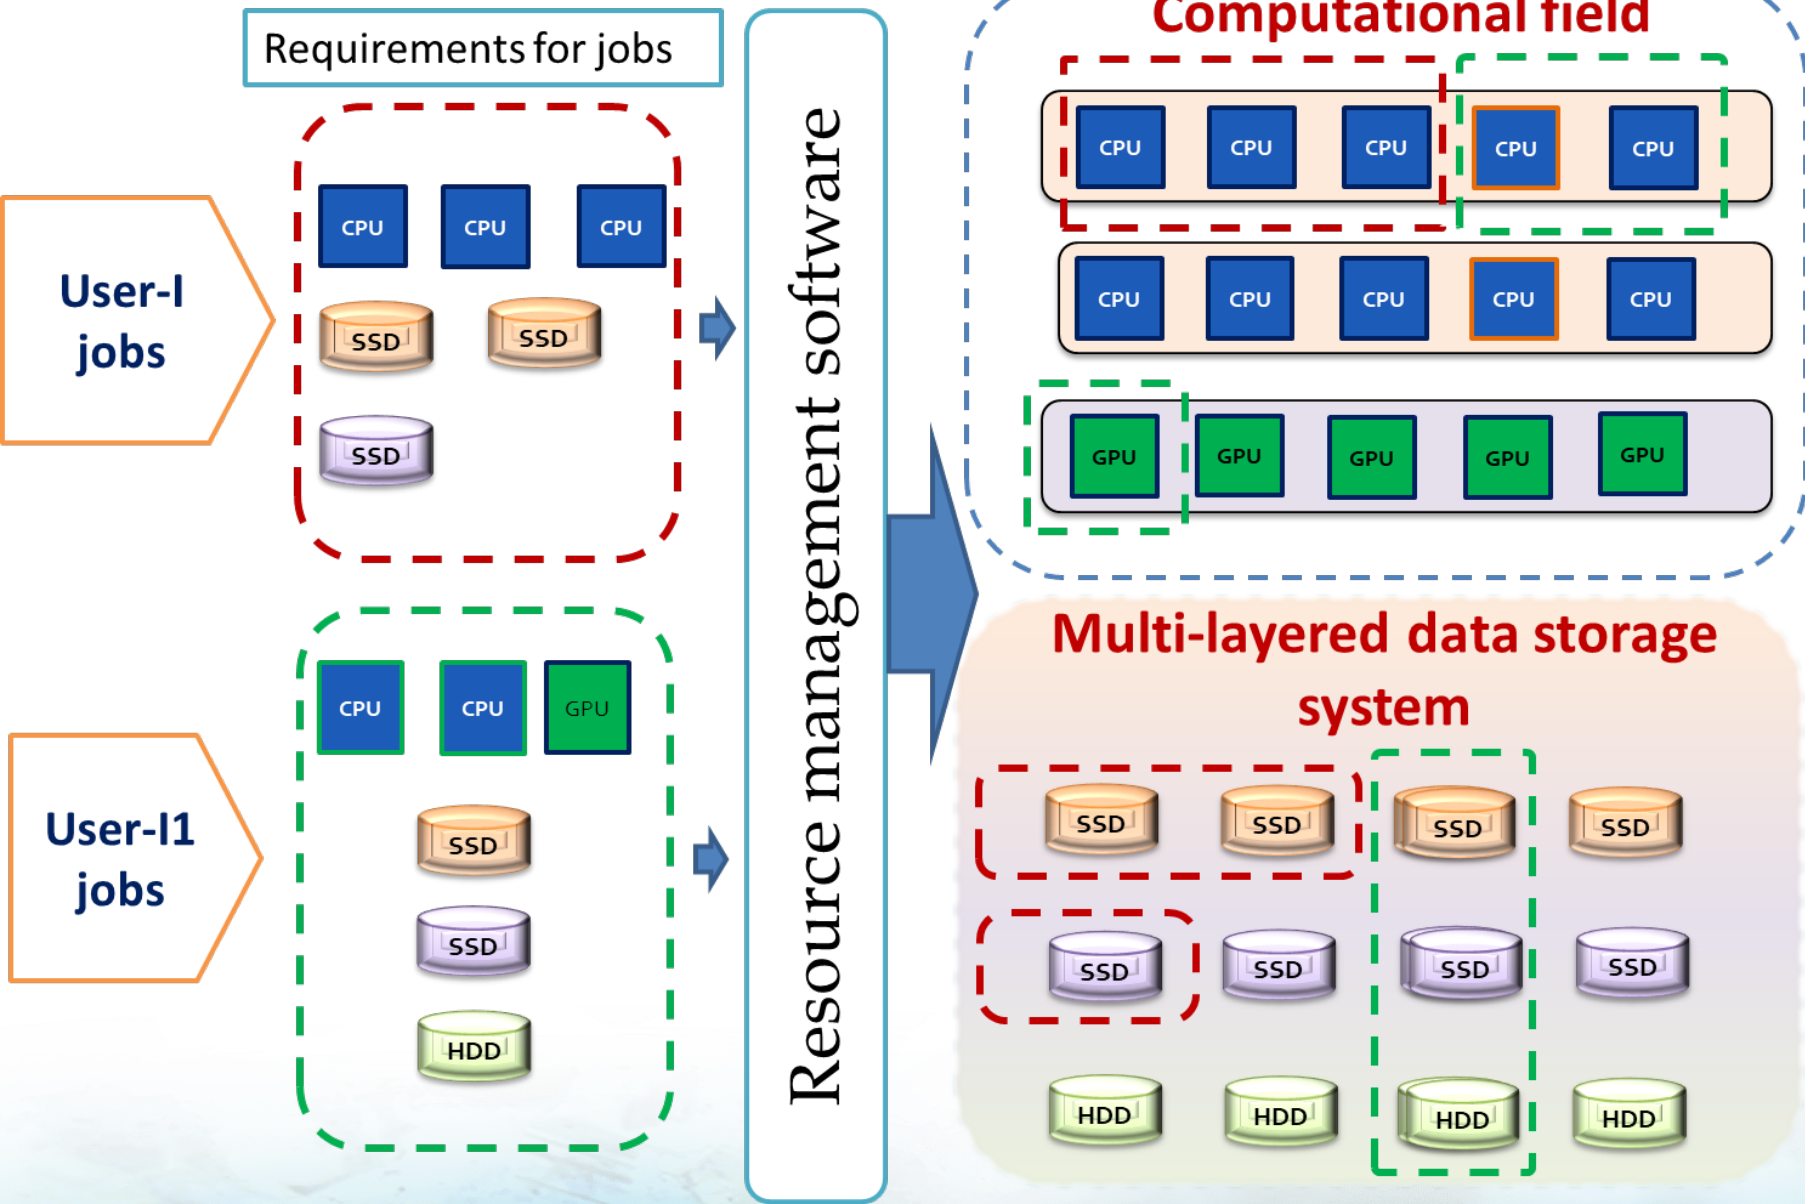 Requirements for jobs
User-I
jobs
CPU CPU CPU
SSD SSD
SSD
User-I1
jobs
CPU CPU GPU
SSD
SSD
HDD
Resource management software
Computational field
CPU CPU CPU CPU CPU
CPU CPU CPU CPU CPU
GPU GPU GPU GPU GPU
Multi-layered data storage
system
SSD SSD SSD SSD
SSD SSD SSD SSD
HDD HDD HDD HDD